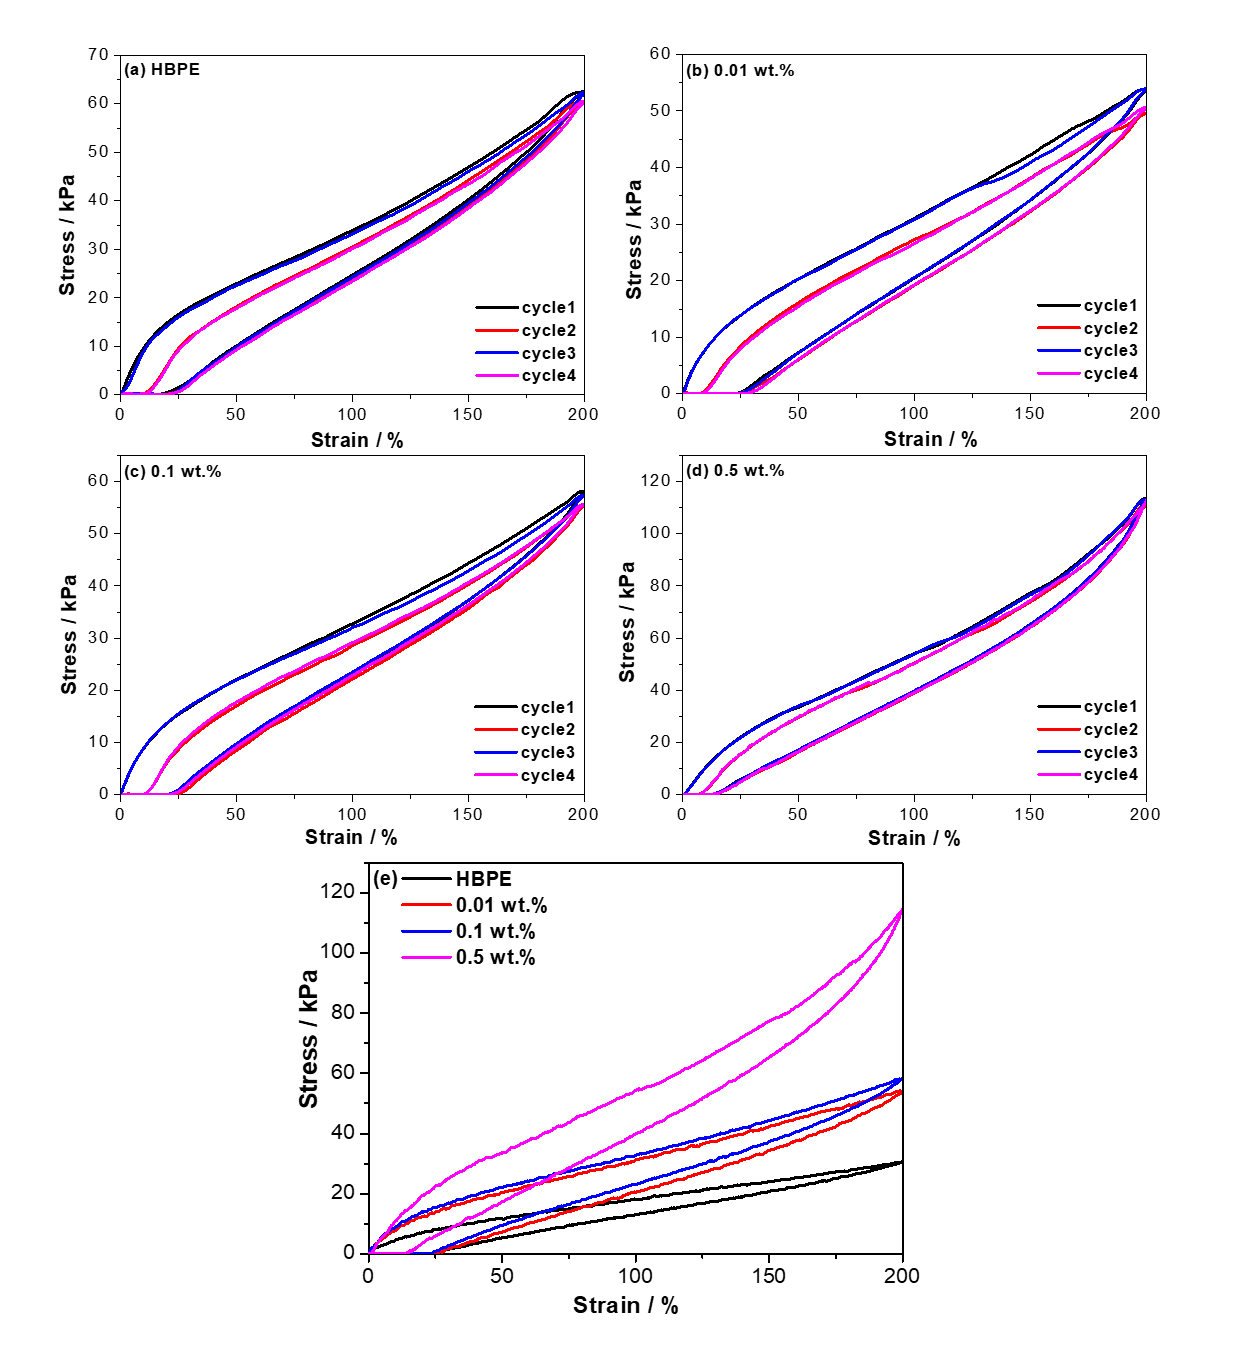 (a) HBPE
70
60
50
40
30
20
10
0
Stress / kPa
cycle1
cycle2
cycle3
cycle4
0 50 100 150 200
Strain / %
(b) 0.01 wt.%
60
50
40
30
20
10
0
Stress / kPa
cycle1
cycle2
cycle3
cycle4
0 50 100 150 200
Strain / %
(c) 0.1 wt.%
60
50
40
30
20
10
0
Stress / kPa
cycle1
cycle2
cycle3
cycle4
0 50 100 150 200
Strain / %
(d) 0.5 wt.%
120
100
80
60
40
20
0
Stress / kPa
cycle1
cycle2
cycle3
cycle4
0 50 100 150 200
Strain / %
(e) HBPE
0.01 wt.%
0.1 wt.%
0.5 wt.%
120
100
80
60
40
20
0
Stress / kPa
0 50 100 150 200
Strain / %